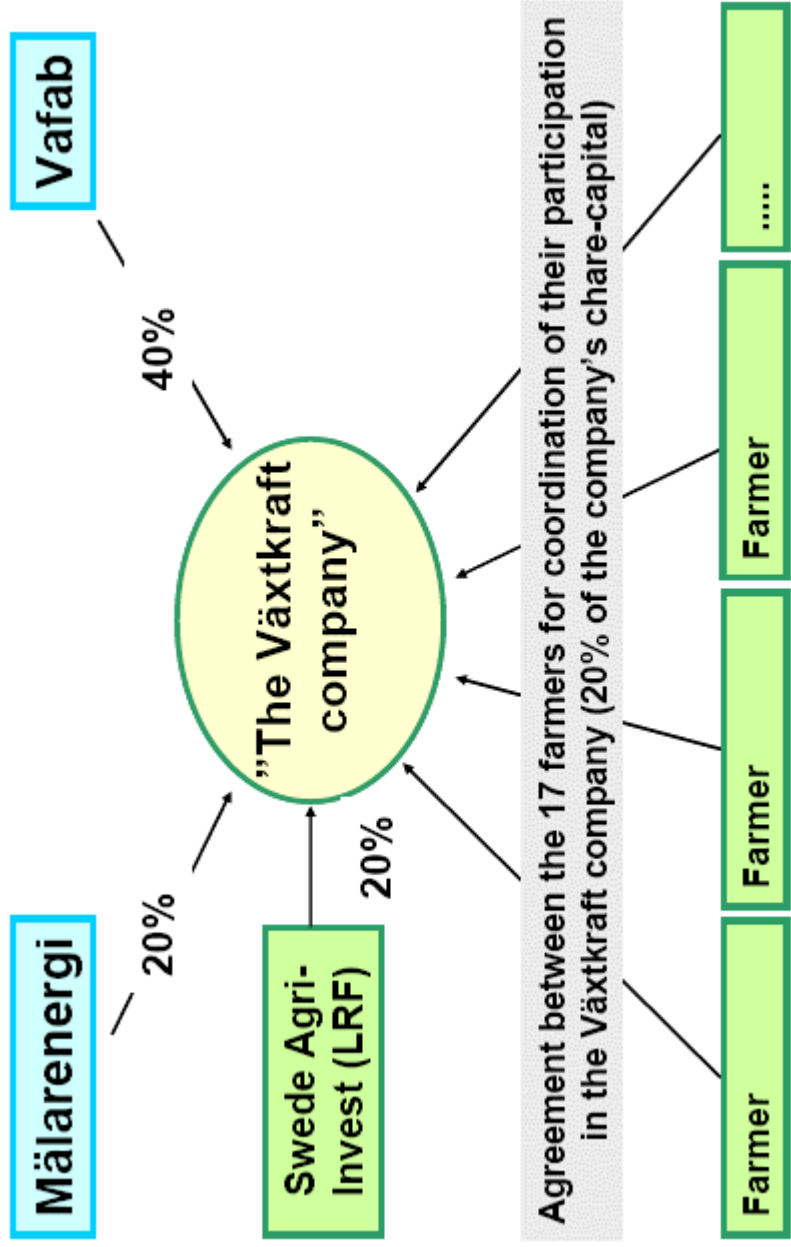 Mälarenergi
Vafab
20%
40%
”The Växtkraft
company”
Swede Agri-
Invest (LRF)
20%
Agreement between the 17 farmers for coordination of their participation
in the Växtkraft company (20% of the company’s chare-capital)
Farmer
Farmer
Farmer
.....